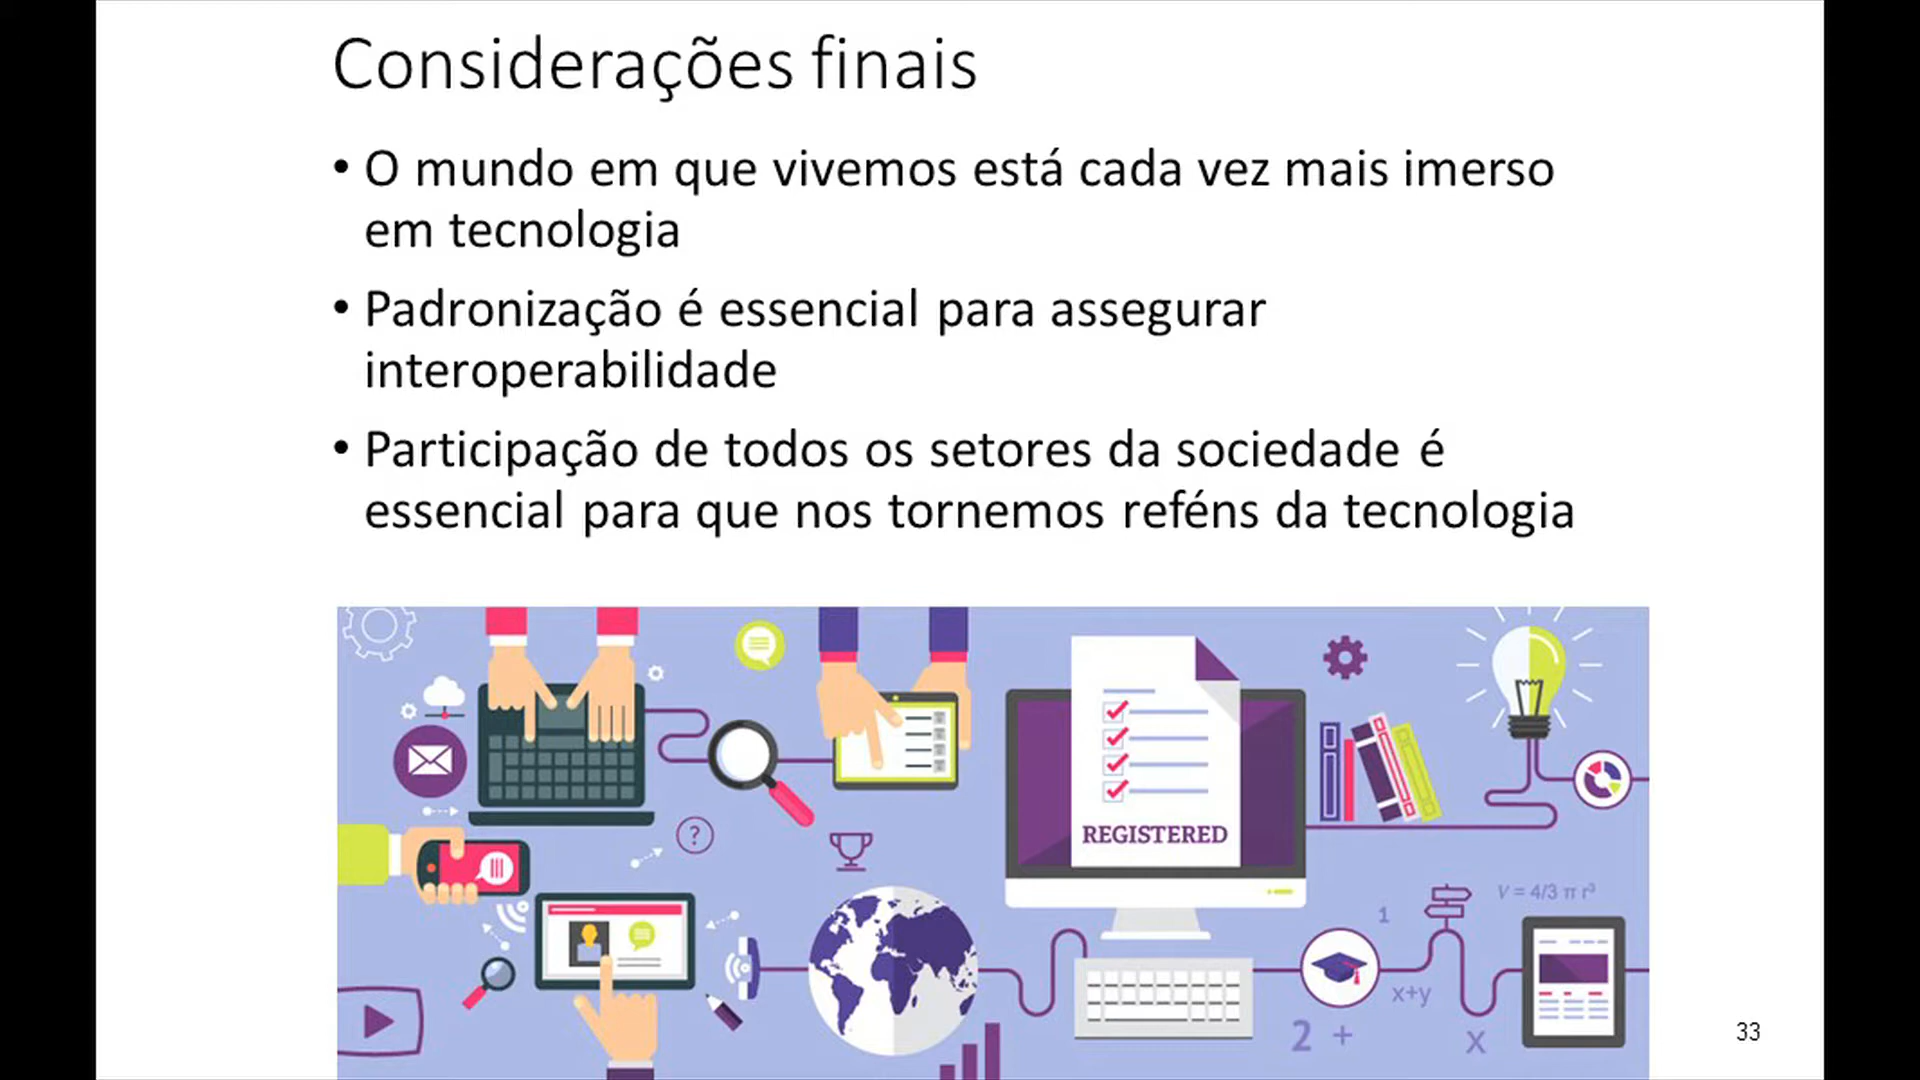 Considerações finais
• O mundo em que vivemos está cada vez mais imerso
em tecnologia
• Padronização é essencial para assegurar
interoperabilidade
• Participação de todos os setores da sociedade é
essencial para que nos tornemos reféns da tecnologia
REGISTERED
?
V = 4/3 π r³
1
x+y
2 +
X
33